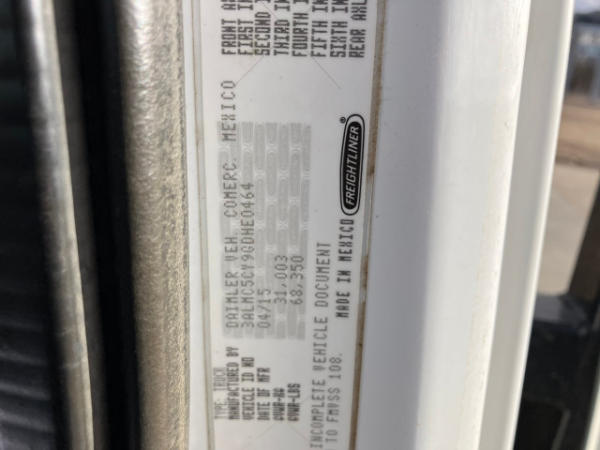 TYPE: TRUCK
MANUFACTURED BY DAIMLER VEH. COMERC. MEXICO
VEHICLE ID NO 3ALMC5CY9GDHE0464
DATE OF MFR 04/15
GVWR-KG 31,003
GVWR-LBS 68,350
INCOMPLETE VEHICLE DOCUMENT
TO FMVSS 108.
MADE IN MEXICO FREIGHTLINER®
FRONT
FIRST
SECOND
THIRD
FOURTH
FIFTH
SIXTH
REAR